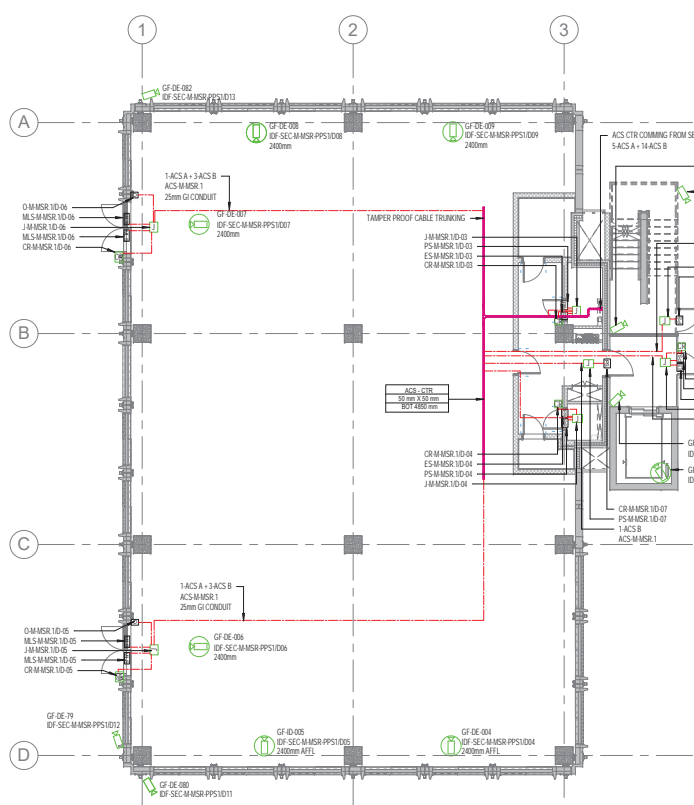 1
2
3
GF-DE-082
IDF-SEC-M-MSR-PPS1/D13
A
GF-DE-008
IDF-SEC-M-MSR-PPS1/D08
2400mm
GF-DE-009
IDF-SEC-M-MSR-PPS1/D09
2400mm
ACS CTR COMMING FROM SE
5-ACS A + 14-ACS B
1-ACS A + 3-ACS B
ACS-M-MSR.1
25mm GI CONDUIT
O-M-MSR.1/D-06
MLS-M-MSR.1/D-06
J-M-MSR.1/D-06
MLS-M-MSR.1/D-06
CR-M-MSR.1/D-06
GF-DE-007
IDF-SEC-M-MSR-PPS1/D07
2400mm
TAMPER PROOF CABLE TRUNKING
J-M-MSR.1/D-03
PS-M-MSR.1/D-03
ES-M-MSR.1/D-03
CR-M-MSR.1/D-03
B
ACS - CTR
50 mm X 50 mm
BOT 4850 mm
CR-M-MSR.1/D-04
ES-M-MSR.1/D-04
PS-M-MSR.1/D-04
J-M-MSR.1/D-04
CR
GF
ID
GF
ID
CR-M-MSR.1/D-07
PS-M-MSR.1/D-07
1-ACS B
ACS-M-MSR.1
C
1-ACS A + 3-ACS B
ACS-M-MSR.1
25mm GI CONDUIT
O-M-MSR.1/D-05
MLS-M-MSR.1/D-05
J-M-MSR.1/D-05
MLS-M-MSR.1/D-05
CR-M-MSR.1/D-05
GF-DE-006
IDF-SEC-M-MSR-PPS1/D06
2400mm
GF-DE-79
IDF-SEC-M-MSR-PPS1/D12
D
GF-ID-005
IDF-SEC-M-MSR-PPS1/D05
2400mm AFFL
GF-DE-004
IDF-SEC-M-MSR-PPS1/D04
2400mm AFFL
GF-DE-080
IDF-SEC-M-MSR-PPS1/D11